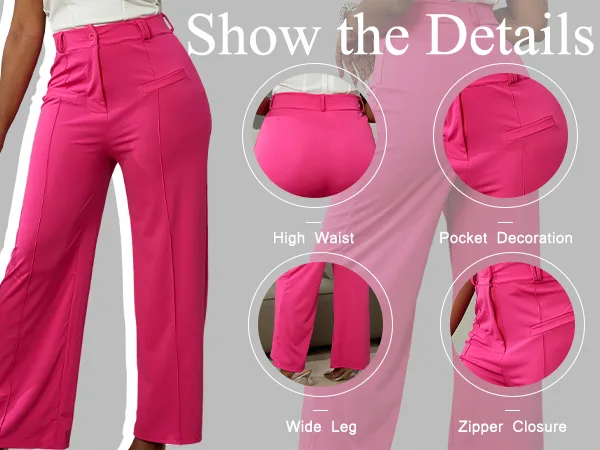 Show the Details
High Waist
Pocket Decoration
Wide Leg
Zipper Closure